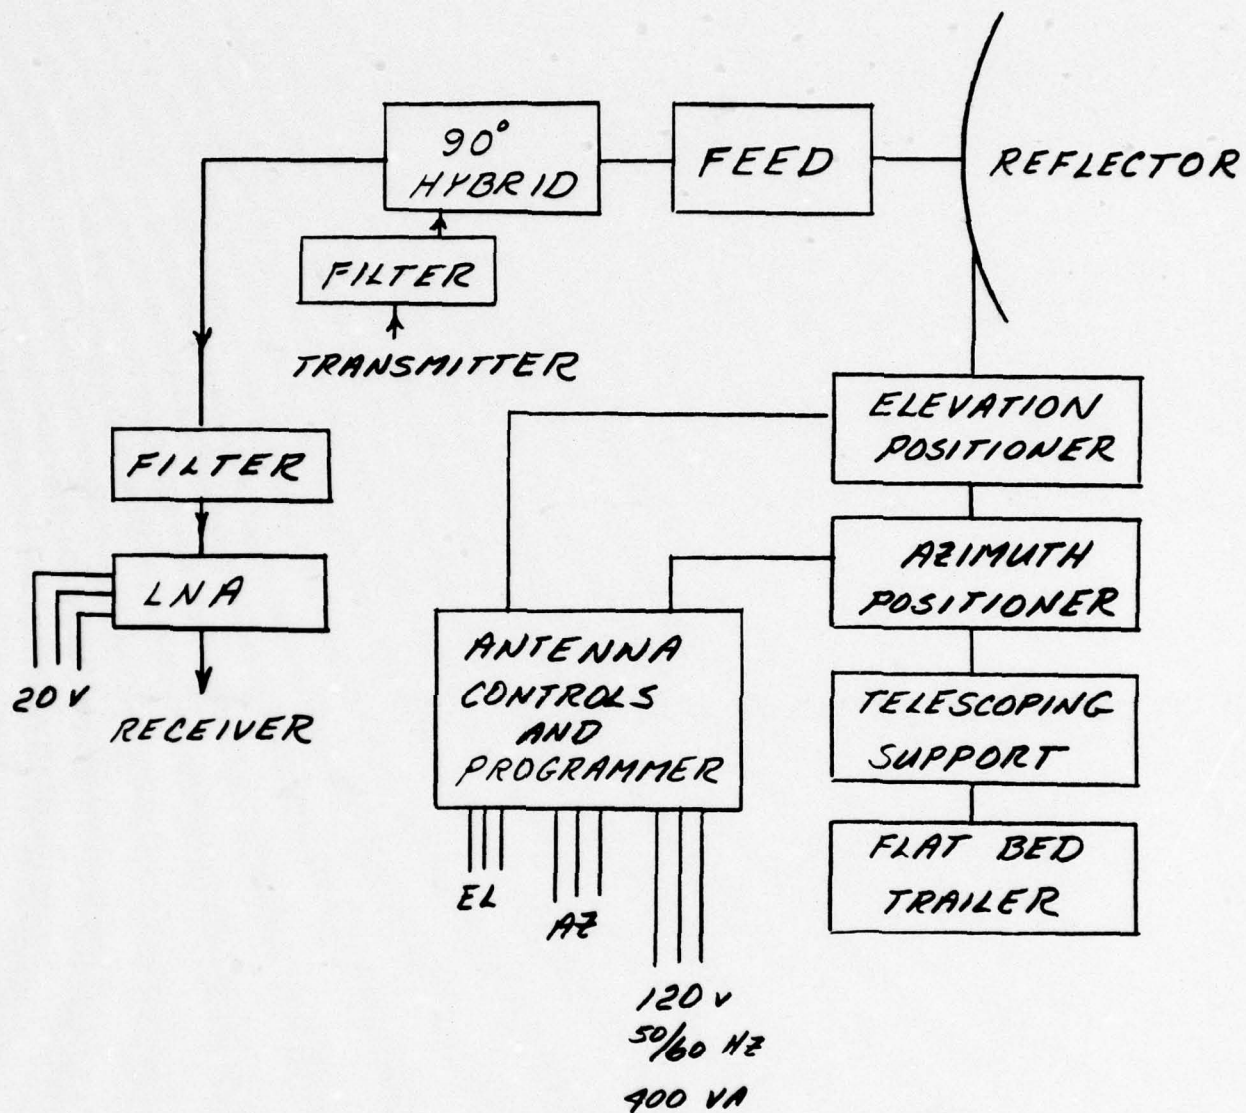 90°
HYBRID
FEED
REFLECTOR
FILTER
TRANSMITTER
ELEVATION
POSITIONER
FILTER
AZIMUTH
POSITIONER
LNA
20 V
RECEIVER
ANTENNA
CONTROLS
AND
PROGRAMMER
TELESCOPING
SUPPORT
FLAT BED
TRAILER
EL
AZ
120 V
50/60 HZ
400 VA